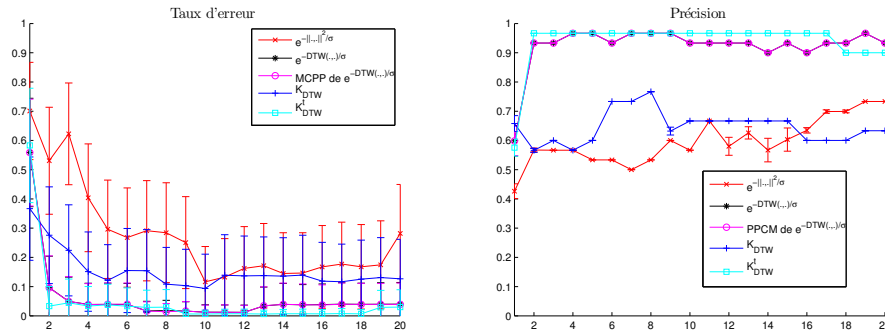 Taux d'erreur
1
0.9
0.8
0.7
0.6
0.5
0.4
0.3
0.2
0.1
0
2 4 6 8 10 12 14 16 18 20
e^-||.,.||^2/σ
e^-DTW(.,.)/σ
MCPP de e^-DTW(.,.)/σ
K_DTW
K^t_DTW
Précision
1
0.9
0.8
0.7
0.6
0.5
0.4
0.3
0.2
0.1
0
2 4 6 8 10 12 14 16 18 20
e^-||.,.||^2/σ
e^-DTW(.,.)/σ
PPCM de e^-DTW(.,.)/σ
K_DTW
K^t_DTW